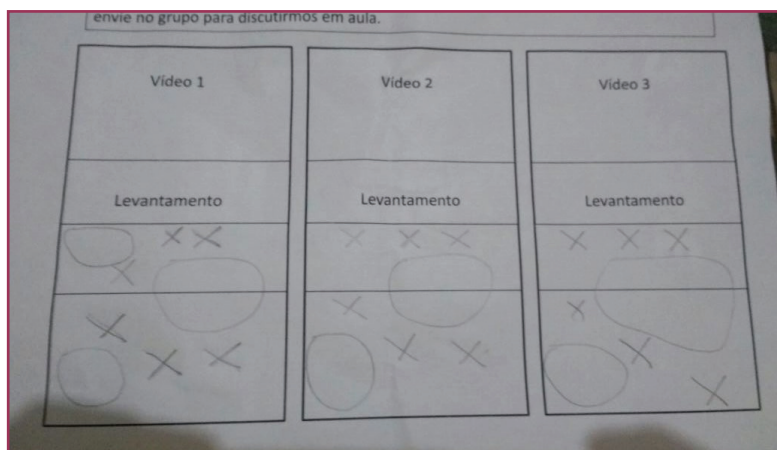 envie no grupo para discutirmos em aula.
Vídeo 1
Vídeo 2
Vídeo 3
Levantamento
Levantamento
Levantamento